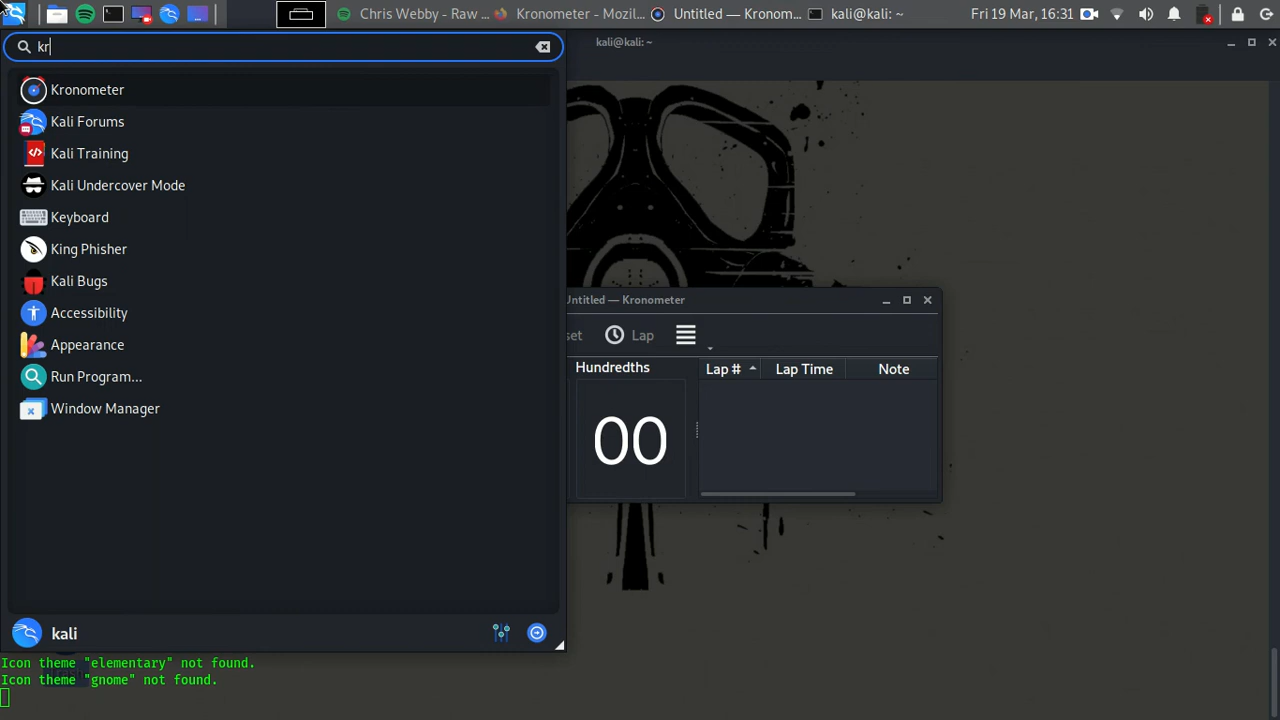 Chris Webby - Raw ...
Kronometer - Mozil...
Untitled — Kronom...
kali@kali: ~
Fri 19 Mar, 16:31
kr
kali@kali: ~
Kronometer
Kali Forums
Kali Training
Kali Undercover Mode
Keyboard
King Phisher
Kali Bugs
Accessibility
Appearance
Run Program...
Window Manager
Untitled — Kronometer
set
Lap
Hundredths
Lap #
Lap Time
Note
00
kali
Icon theme "elementary" not found.
Icon theme "gnome" not found.